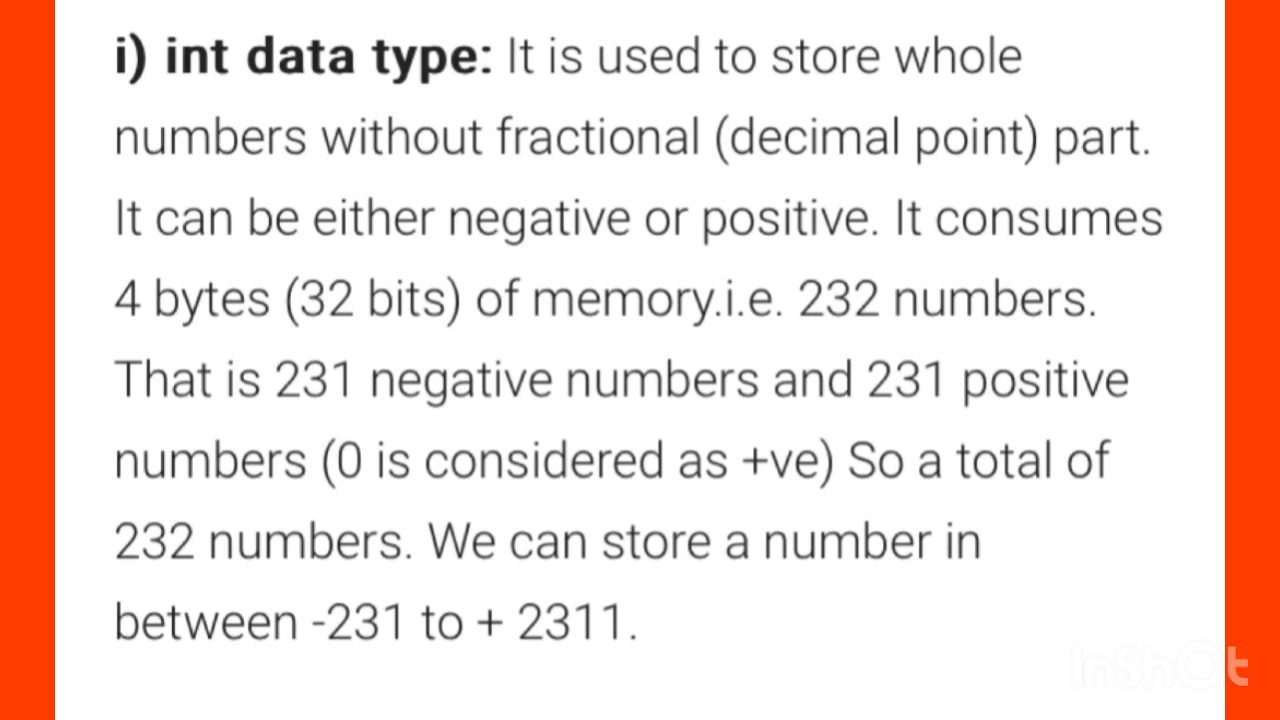 i) int data type: It is used to store whole
numbers without fractional (decimal point) part.
It can be either negative or positive. It consumes
4 bytes (32 bits) of memory.i.e. 232 numbers.
That is 231 negative numbers and 231 positive
numbers (0 is considered as +ve) So a total of
232 numbers. We can store a number in
between -231 to + 2311.
InShOt